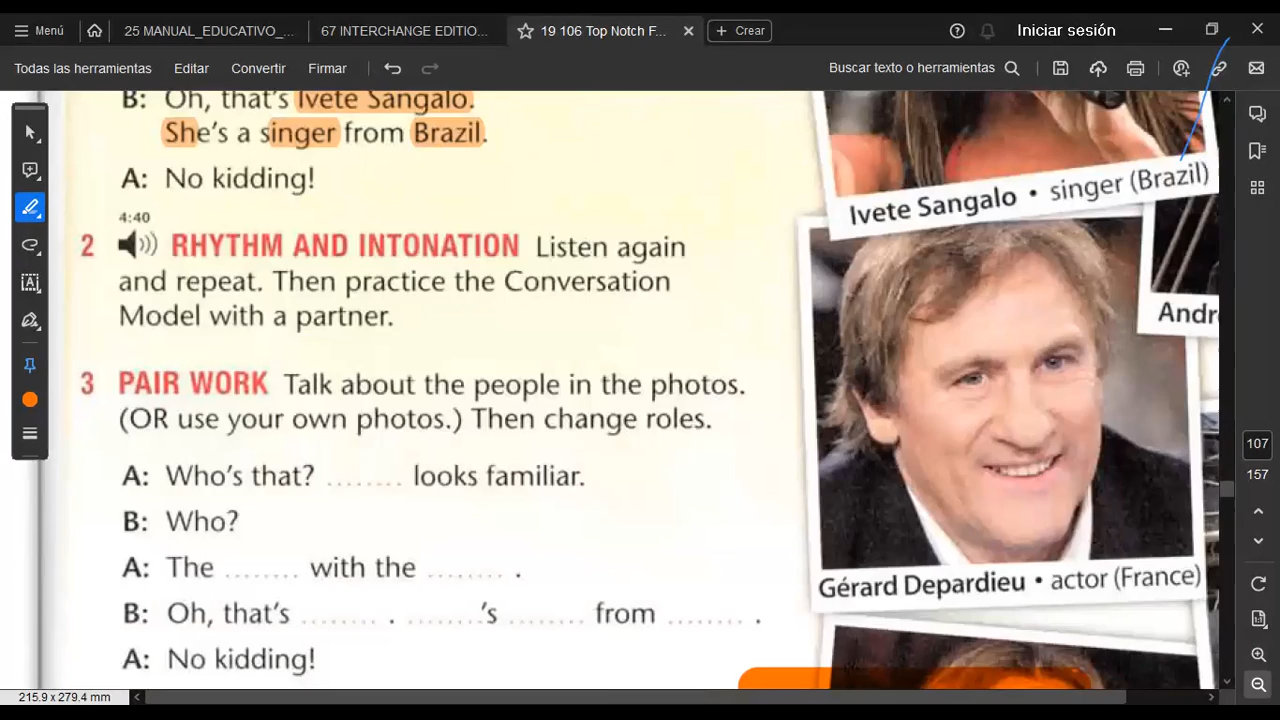 Menú
25 MANUAL_EDUCATIVO_...
67 INTERCHANGE EDITIO...
19 106 Top Notch F...
Crear
Iniciar sesión
Todas las herramientas
Editar
Convertir
Firmar
Buscar texto o herramientas
B: Oh, that's Ivete Sangalo.
She's a singer from Brazil.
A: No kidding!
4:40
2 RHYTHM AND INTONATION Listen again
and repeat. Then practice the Conversation
Model with a partner.
3 PAIR WORK Talk about the people in the photos.
(OR use your own photos.) Then change roles.
A: Who's that? ........ looks familiar.
B: Who?
A: The ........ with the ........ .
B: Oh, that's ........ . ........ 's ........ from ........ .
A: No kidding!
Ivete Sangalo • singer (Brazil)
Andr
Gérard Depardieu • actor (France)
107
157
215.9 x 279.4 mm